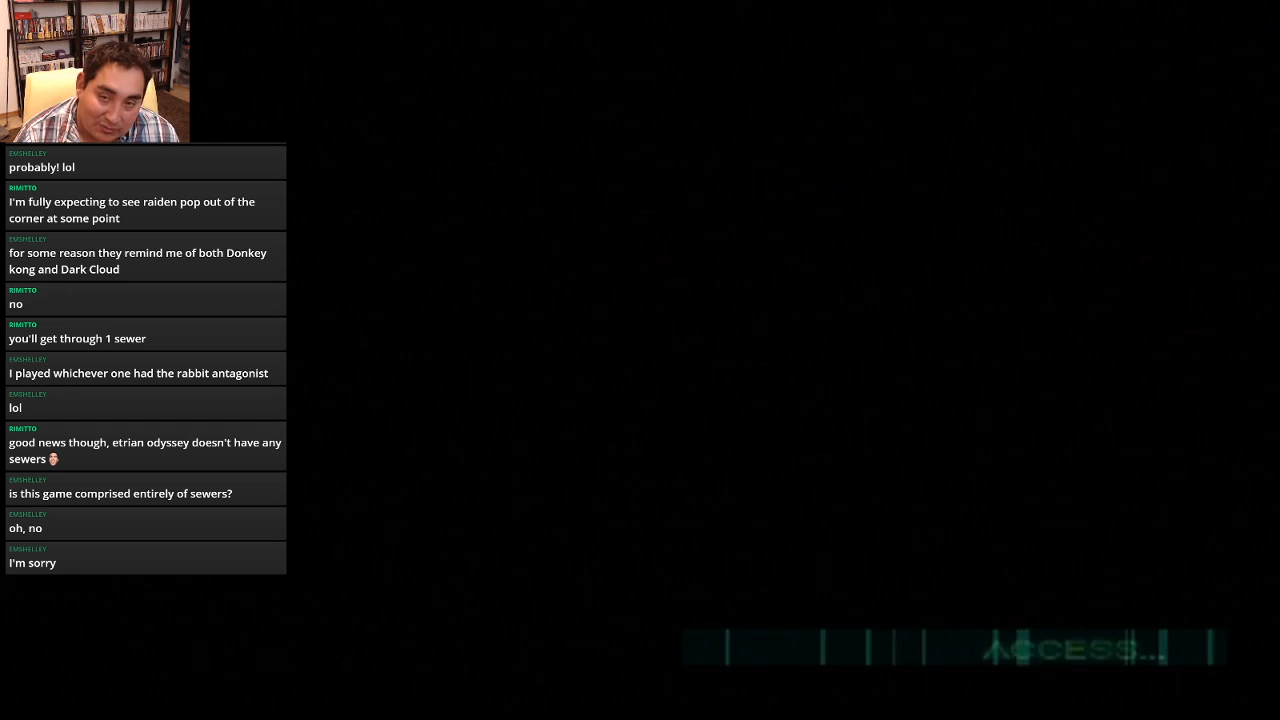 EMSHELLEY
probably! lol
RIMITTO
I'm fully expecting to see raiden pop out of the
corner at some point
EMSHELLEY
for some reason they remind me of both Donkey
kong and Dark Cloud
RIMITTO
no
RIMITTO
you'll get through 1 sewer
EMSHELLEY
I played whichever one had the rabbit antagonist
EMSHELLEY
lol
RIMITTO
good news though, etrian odyssey doesn't have any
sewers
EMSHELLEY
is this game comprised entirely of sewers?
EMSHELLEY
oh, no
EMSHELLEY
I'm sorry
ACCESS...